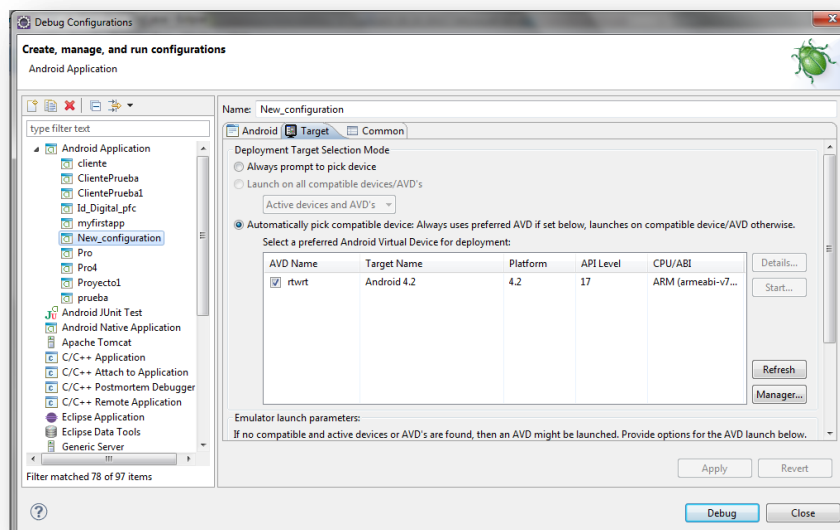 Debug Configurations
Create, manage, and run configurations
Android Application
type filter text
Android Application
cliente
ClientePrueba
ClientePrueba1
Id_Digital_pfc
myfirstapp
New_configuration
Pro
Pro4
Proyecto1
prueba
Android JUnit Test
Android Native Application
Apache Tomcat
C/C++ Application
C/C++ Attach to Application
C/C++ Postmortem Debugger
C/C++ Remote Application
Eclipse Application
Eclipse Data Tools
Generic Server
Filter matched 78 of 97 items
Name: New_configuration
Android Target Common
Deployment Target Selection Mode
Always prompt to pick device
Launch on all compatible devices/AVD's
Active devices and AVD's
Automatically pick compatible device: Always uses preferred AVD if set below, launches on compatible device/AVD otherwise.
Select a preferred Android Virtual Device for deployment:
AVD Name Target Name Platform API Level CPU/ABI
rtwrt Android 4.2 4.2 17 ARM (armeabi-v7...
Details...
Start...
Refresh
Manager...
Emulator launch parameters:
If no compatible and active devices or AVD's are found, then an AVD might be launched. Provide options for the AVD launch below.
Apply Revert
Debug Close